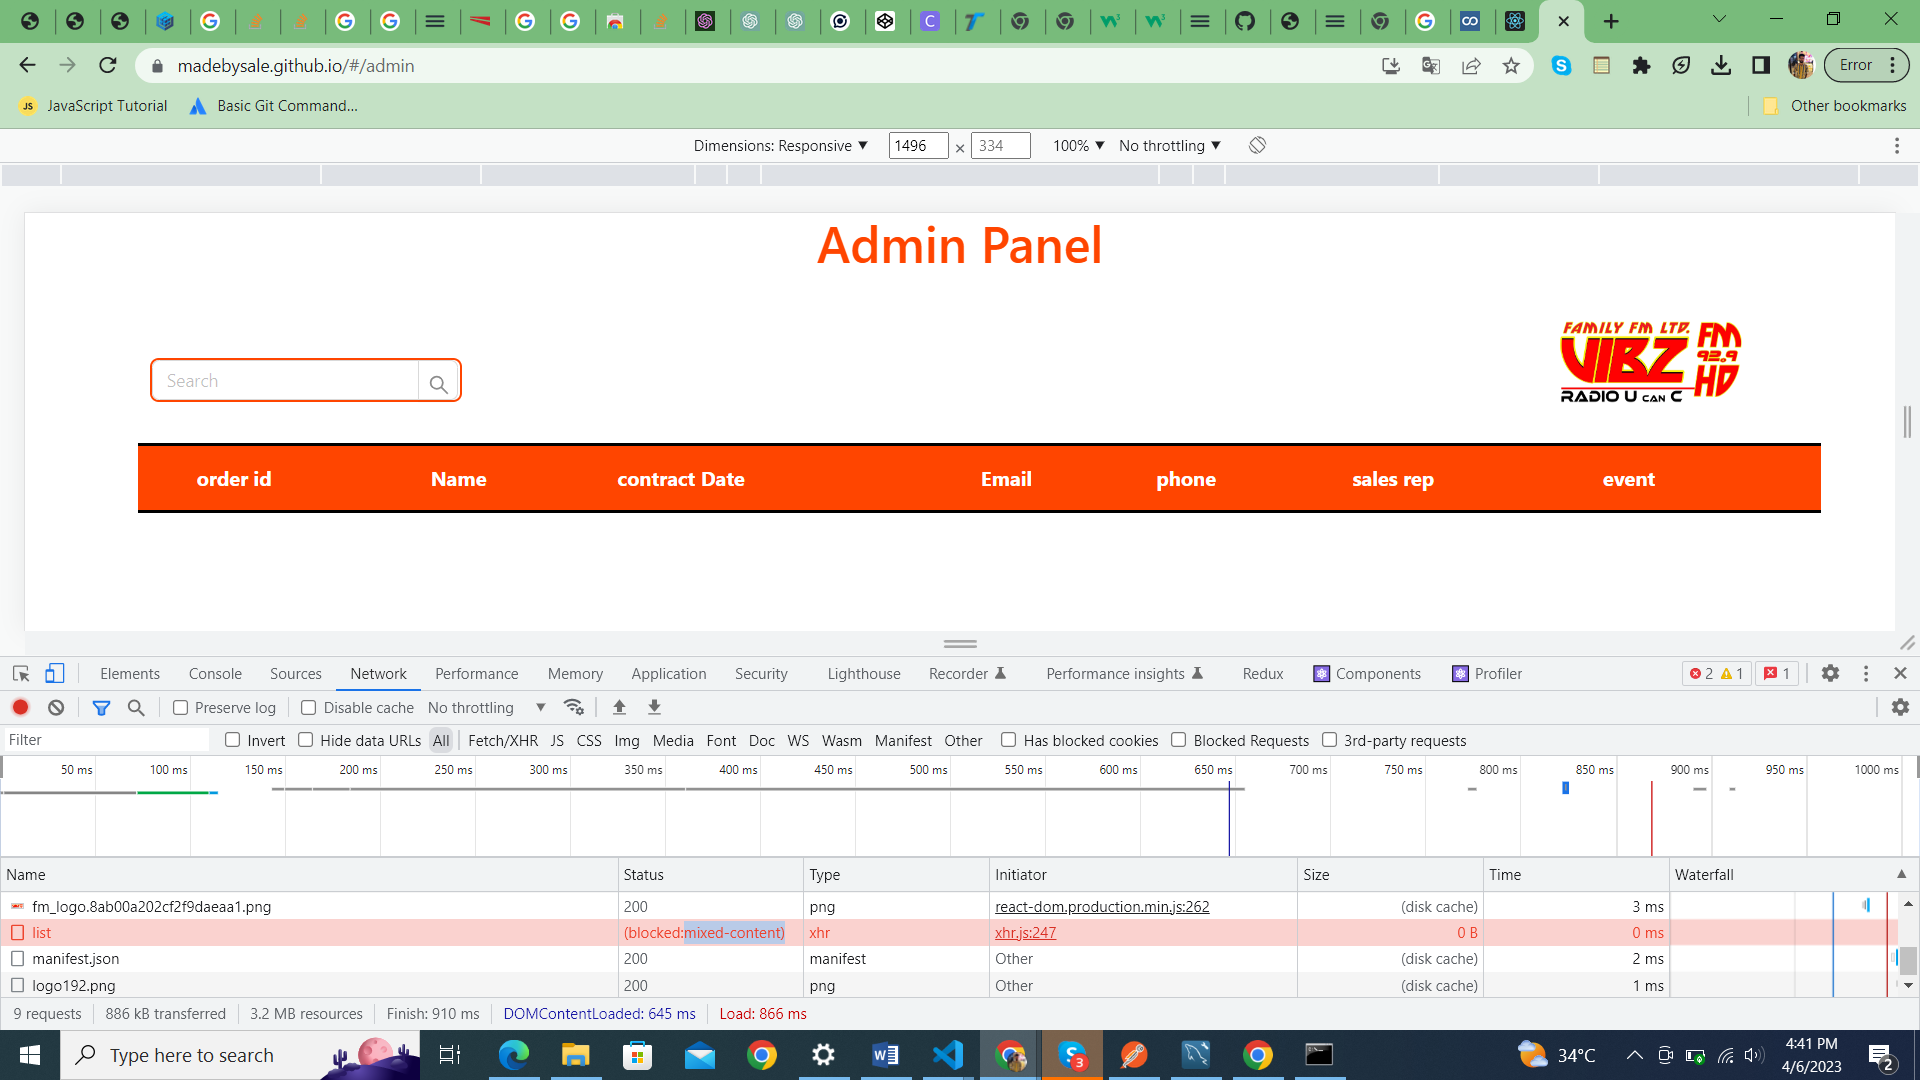 madebysale.github.io/#/admin
Error
JS JavaScript Tutorial
Basic Git Command...
Other bookmarks
Dimensions: Responsive ▼ 1496 × 334 100% ▼ No throttling ▼
Admin Panel
FAMILY FM LTD.
VIBZ FM
92.9
HD
RADIO U CAN C
Search
order id Name contract Date Email phone sales rep event
Elements Console Sources Network Performance Memory Application Security Lighthouse Recorder Performance insights Redux Components Profiler 2 1 1
Preserve log Disable cache No throttling ▼
Filter Invert Hide data URLs All Fetch/XHR JS CSS Img Media Font Doc WS Wasm Manifest Other Has blocked cookies Blocked Requests 3rd-party requests
50 ms 100 ms 150 ms 200 ms 250 ms 300 ms 350 ms 400 ms 450 ms 500 ms 550 ms 600 ms 650 ms 700 ms 750 ms 800 ms 850 ms 900 ms 950 ms 1000 ms
Name Status Type Initiator Size Time Waterfall
fm_logo.8ab00a202cf2f9daeaa1.png 200 png react-dom.production.min.js:262 (disk cache) 3 ms
list (blocked:mixed-content) xhr xhr.js:247 0 B 0 ms
manifest.json 200 manifest Other (disk cache) 2 ms
logo192.png 200 png Other (disk cache) 1 ms
9 requests 886 kB transferred 3.2 MB resources Finish: 910 ms DOMContentLoaded: 645 ms Load: 866 ms
Type here to search
3
34°C
4:41 PM
4/6/2023
2